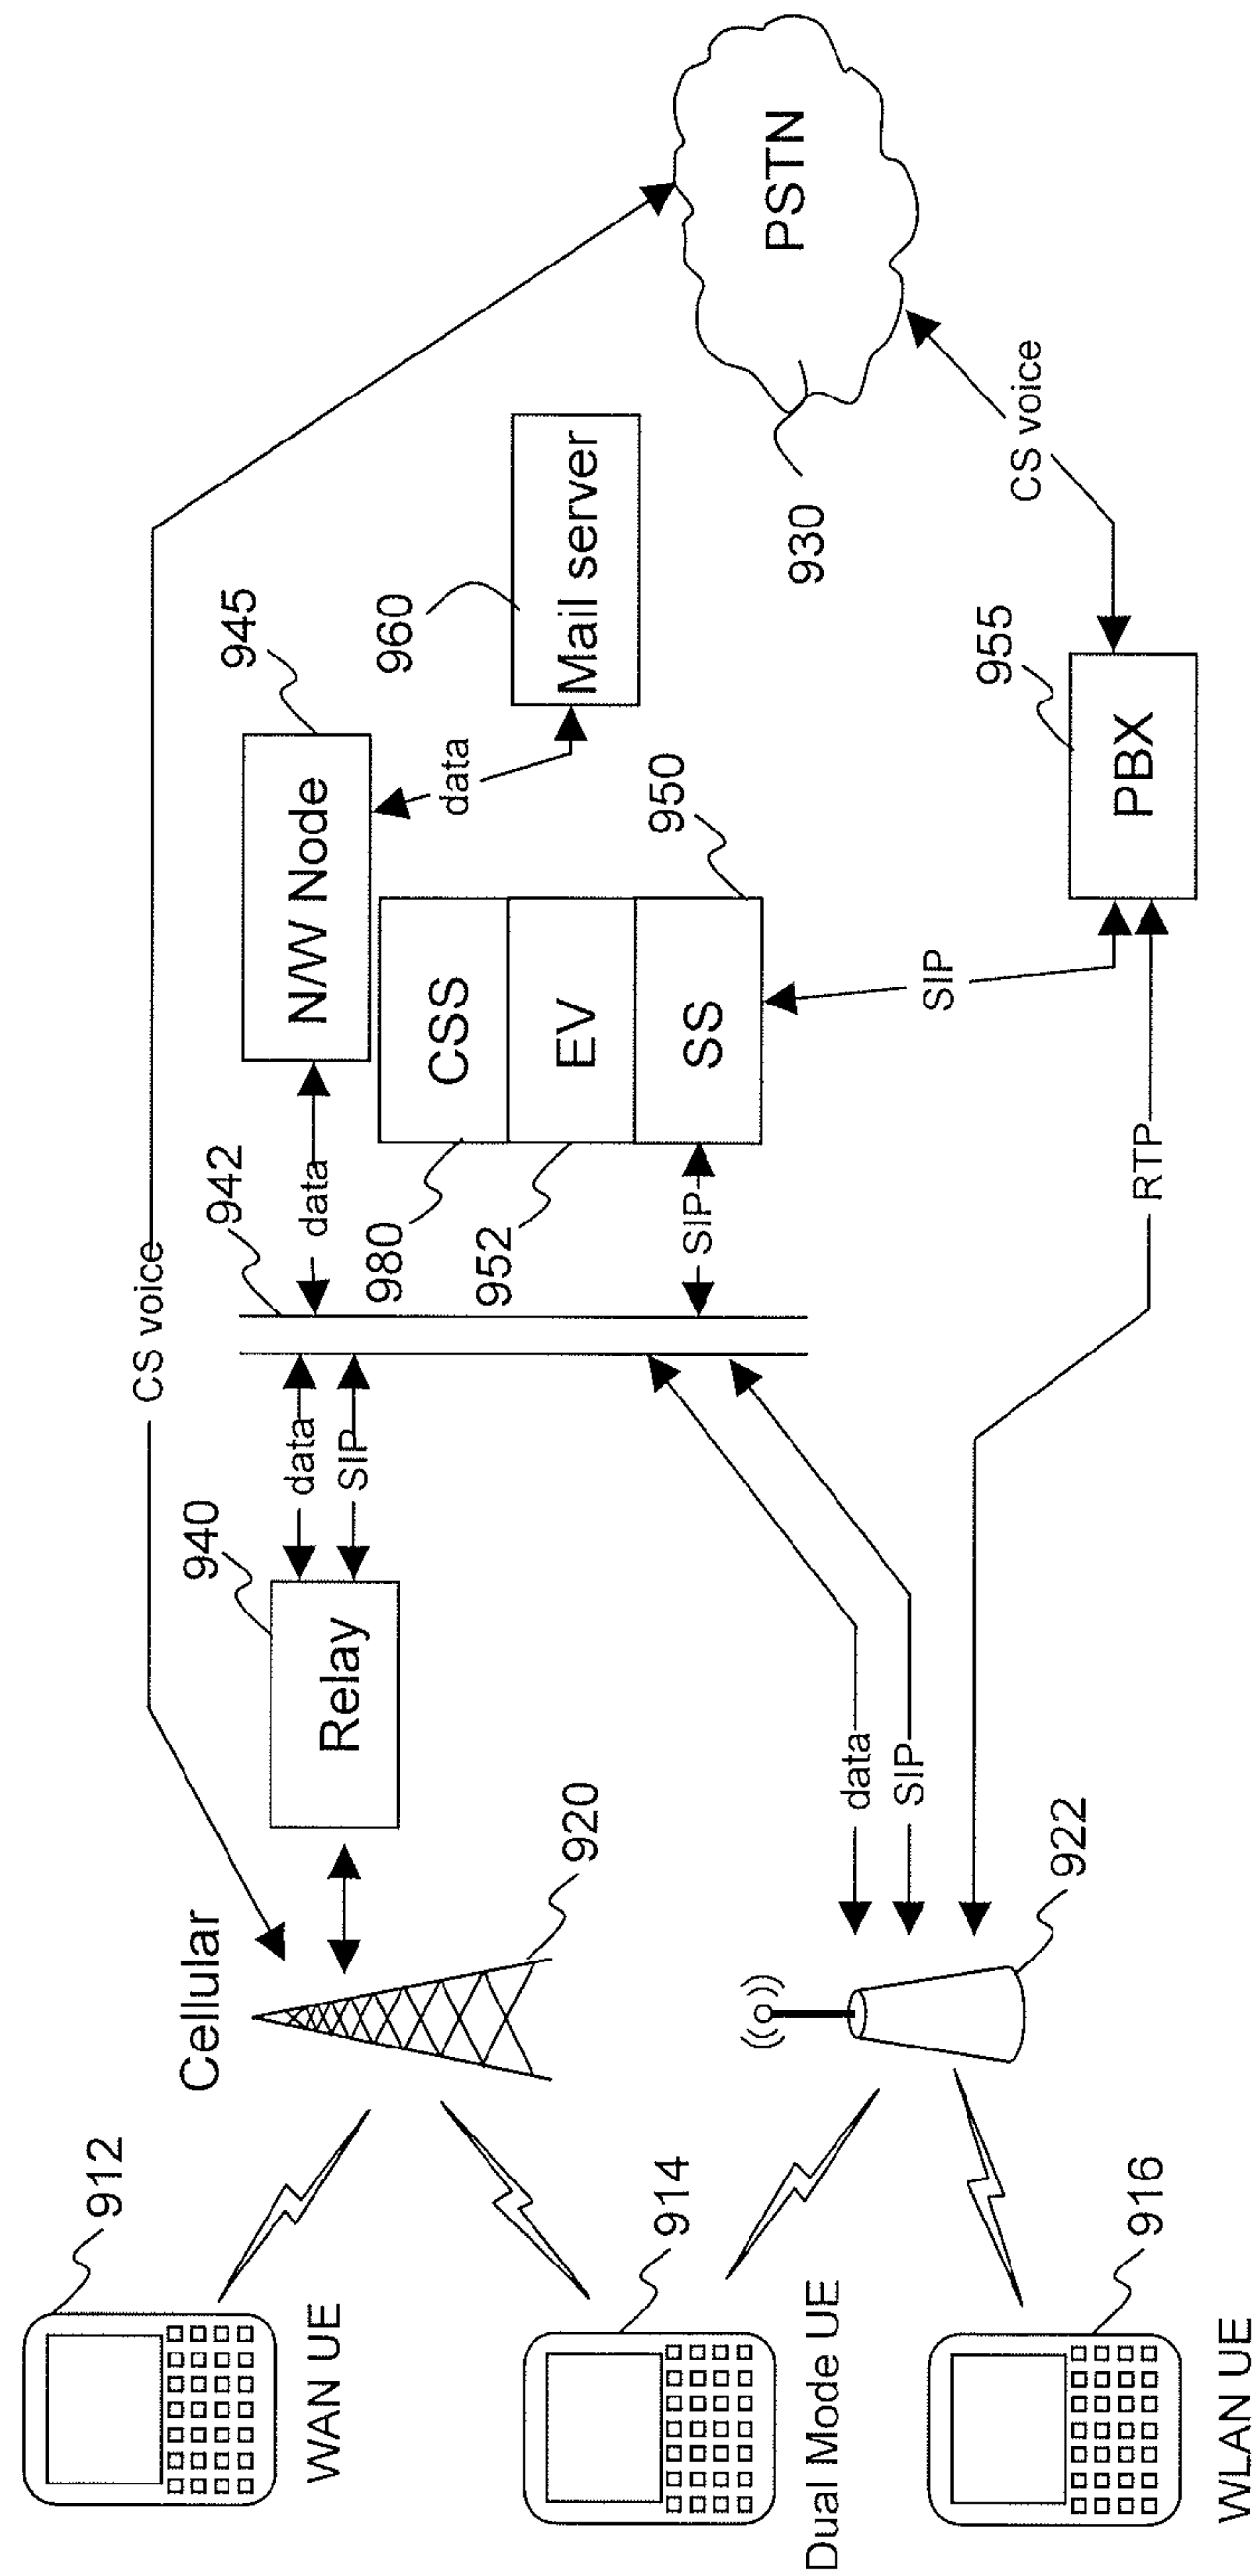 912
WAN UE
914
Dual Mode UE
916
WLAN UE
Cellular
920
922
CS voice
940
Relay
data
SIP
data
SIP
942
data
SIP
945
N/W Node
980
CSS
952
EV
950
SS
data
960
Mail server
SIP
RTP
955
PBX
CS voice
930
PSTN